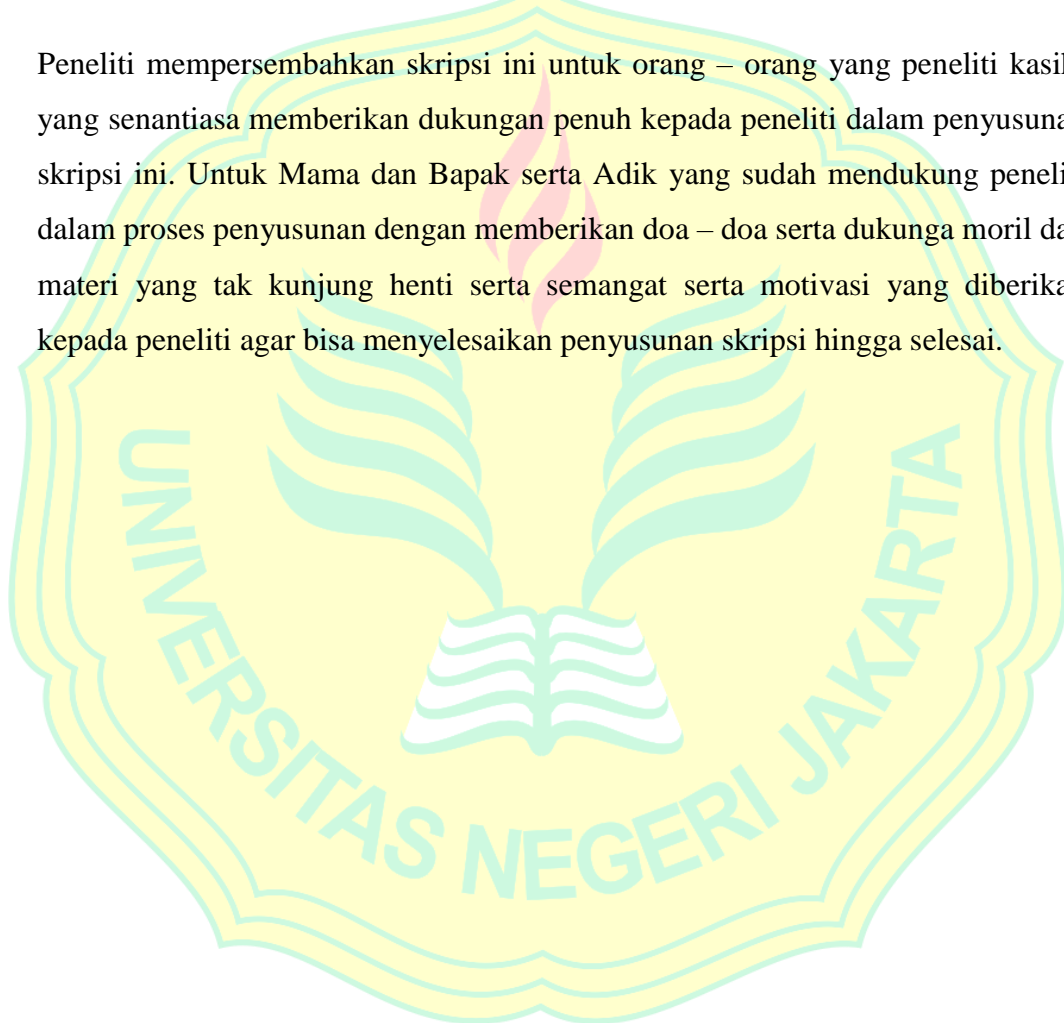 Peneliti mempersembahkan skripsi ini untuk orang – orang yang peneliti kasil
yang senantiasa memberikan dukungan penuh kepada peneliti dalam penyusuna
skripsi ini. Untuk Mama dan Bapak serta Adik yang sudah mendukung peneli
dalam proses penyusunan dengan memberikan doa – doa serta dukunga moril da
materi yang tak kunjung henti serta semangat serta motivasi yang diberika
kepada peneliti agar bisa menyelesaikan penyusunan skripsi hingga selesai.
UNIVERSITAS NEGERI JAKARTA